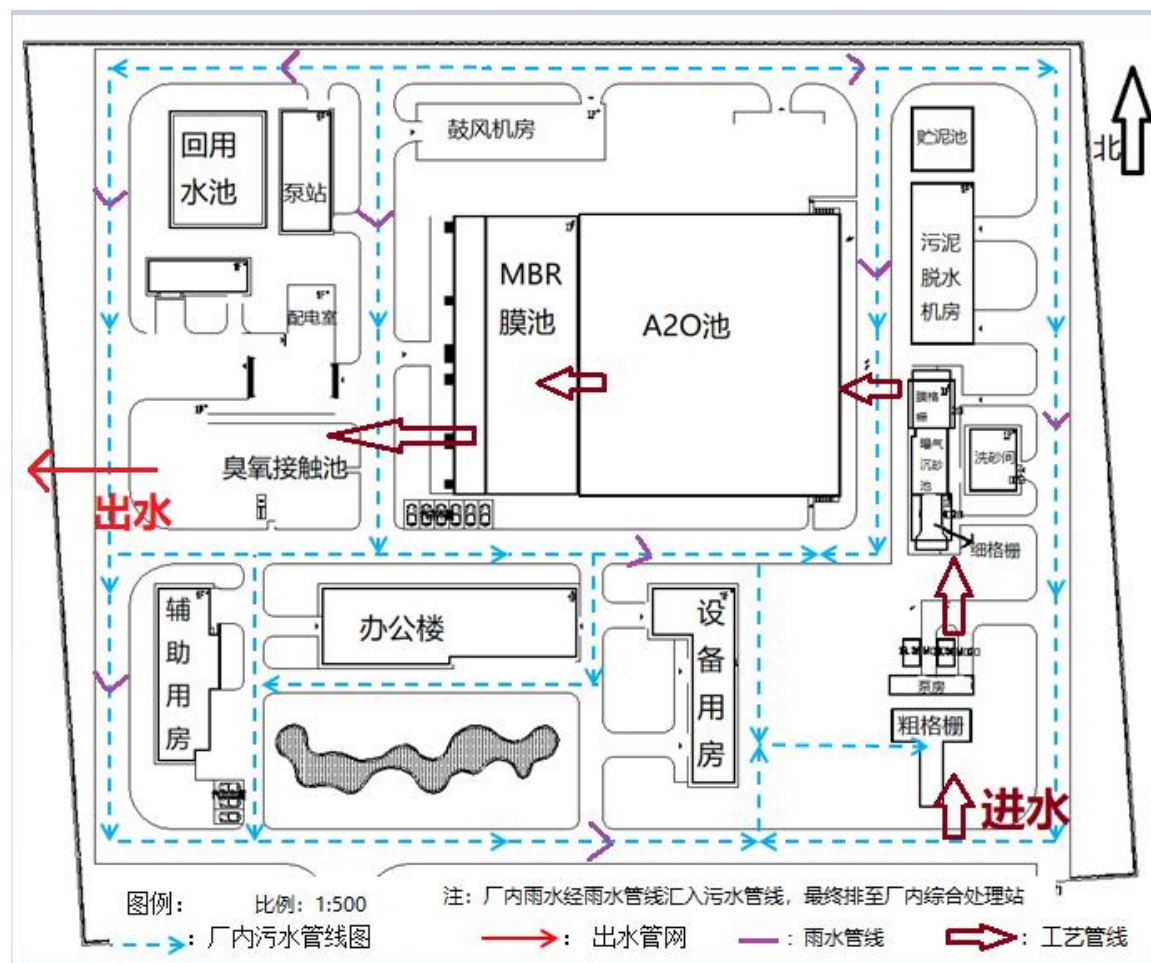 北
回用
水池
泵站
鼓风机房
贮泥池
污泥
脱水
机房
MBR
膜池
A2O池
配电室
膜格
栅
曝气
沉砂
池
洗砂间
细格栅
臭氧接触池
出水
辅
助
用
房
办公楼
设
备
用
房
泵房
粗格栅
进水
图例：
比例：1:500
注：厂内雨水经雨水管线汇入污水管线，最终排至厂内综合处理站
：厂内污水管线图
：出水管网
：雨水管线
：工艺管线